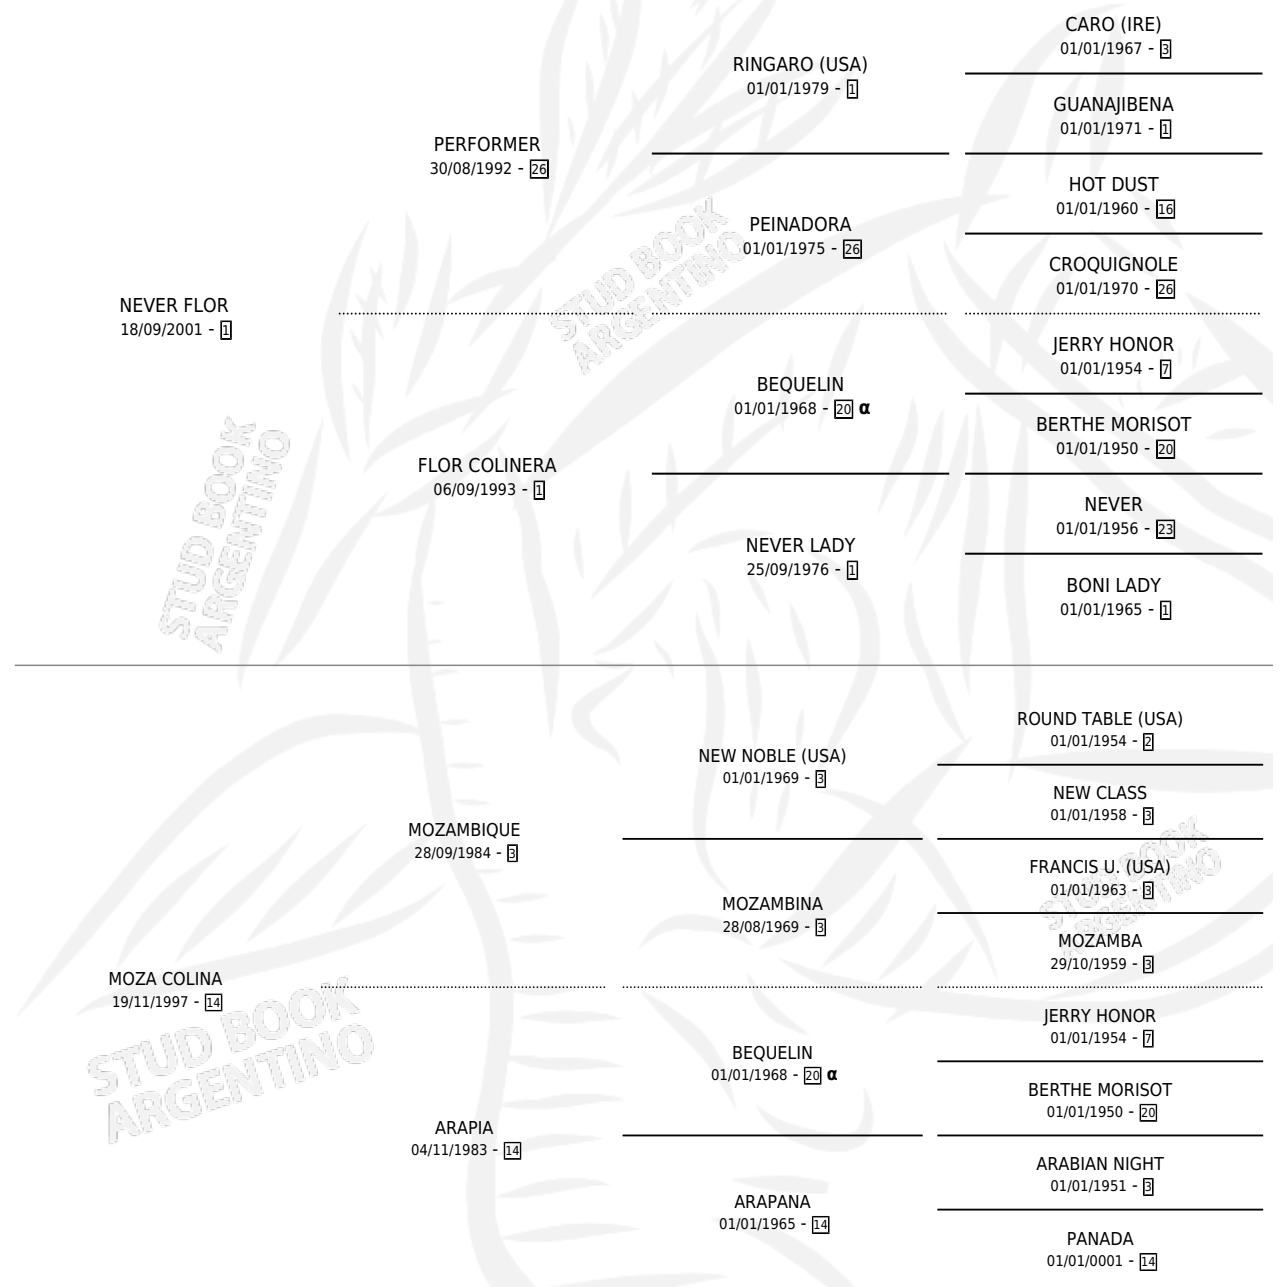 CARO (IRE)
01/01/1967 - 3
RINGARO (USA)
01/01/1979 - 1
GUANAJIBENA
01/01/1971 - 1
PERFORMER
30/08/1992 - 26
HOT DUST
01/01/1960 - 16
PEINADORA
01/01/1975 - 26
CROQUIGNOLE
01/01/1970 - 26
NEVER FLOR
18/09/2001 - 1
JERRY HONOR
01/01/1954 - 7
BEQUELIN
01/01/1968 - 20 α
BERTHE MORISOT
01/01/1950 - 20
FLOR COLINERA
06/09/1993 - 1
NEVER
01/01/1956 - 23
NEVER LADY
25/09/1976 - 1
BONI LADY
01/01/1965 - 1
STUD BOOK
ARGENTINO
STUD BOOK
ARGENTINO
ROUND TABLE (USA)
01/01/1954 - 2
NEW NOBLE (USA)
01/01/1969 - 3
NEW CLASS
01/01/1958 - 3
MOZAMBIQUE
28/09/1984 - 3
FRANCIS U. (USA)
01/01/1963 - 3
MOZAMBINA
28/08/1969 - 3
MOZAMBA
29/10/1959 - 3
MOZA COLINA
19/11/1997 - 14
JERRY HONOR
01/01/1954 - 7
BEQUELIN
01/01/1968 - 20 α
BERTHE MORISOT
01/01/1950 - 20
ARAPIA
04/11/1983 - 14
ARABIAN NIGHT
01/01/1951 - 3
ARAPANA
01/01/1965 - 14
PANADA
01/01/0001 - 14
STUD BOOK
ARGENTINO
STUD BOOK
ARGENTINO